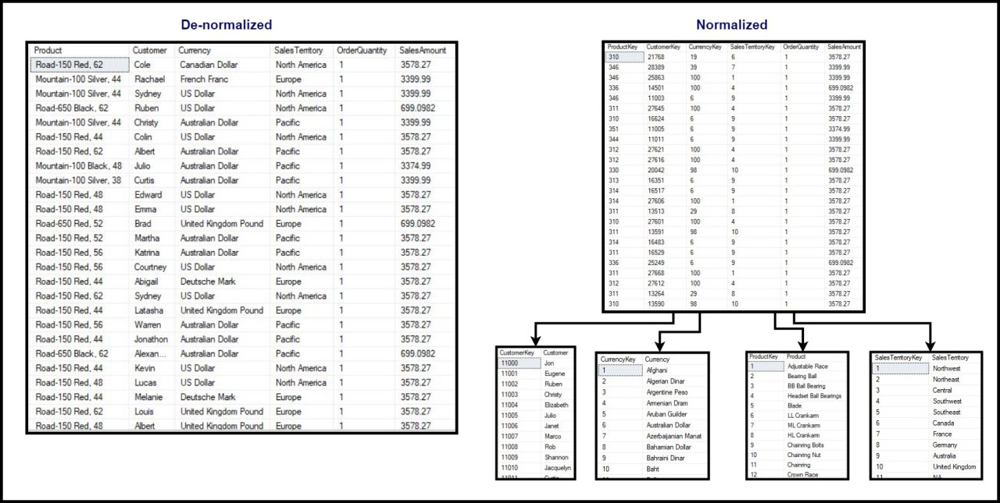 De-normalized
Product Customer Currency SalesTerritory OrderQuantity SalesAmount
Road-150 Red, 62 Cole Canadian Dollar North America 1 3578.27
Mountain-100 Silver, 44 Rachael French Franc Europe 1 3399.99
Mountain-100 Silver, 44 Sydney US Dollar North America 1 3399.99
Road-650 Black, 62 Ruben US Dollar North America 1 699.0982
Mountain-100 Silver, 44 Christy Australian Dollar Pacific 1 3399.99
Road-150 Red, 44 Colin US Dollar North America 1 3578.27
Road-150 Red, 62 Albert Australian Dollar Pacific 1 3578.27
Mountain-100 Black, 48 Julio Australian Dollar Pacific 1 3374.99
Mountain-100 Silver, 38 Curtis Australian Dollar Pacific 1 3399.99
Road-150 Red, 48 Edward US Dollar North America 1 3578.27
Road-150 Red, 48 Emma US Dollar North America 1 3578.27
Road-650 Red, 52 Brad United Kingdom Pound Europe 1 699.0982
Road-150 Red, 52 Martha Australian Dollar Pacific 1 3578.27
Road-150 Red, 56 Katrina Australian Dollar Pacific 1 3578.27
Road-150 Red, 56 Courtney US Dollar North America 1 3578.27
Road-150 Red, 44 Abigail Deutsche Mark Europe 1 3578.27
Road-150 Red, 62 Sydney US Dollar North America 1 3578.27
Road-150 Red, 44 Latasha United Kingdom Pound Europe 1 3578.27
Road-150 Red, 56 Warren Australian Dollar Pacific 1 3578.27
Road-150 Red, 44 Jonathon Australian Dollar Pacific 1 3578.27
Road-650 Black, 62 Alexan... Australian Dollar Pacific 1 699.0982
Road-150 Red, 44 Kevin US Dollar North America 1 3578.27
Road-150 Red, 48 Lucas US Dollar North America 1 3578.27
Road-150 Red, 44 Melanie Deutsche Mark Europe 1 3578.27
Road-150 Red, 62 Louis United Kingdom Pound Europe 1 3578.27
Road-150 Red, 48 Albert United Kingdom Pound Europe 1 3578.27
Normalized
ProductKey CustomerKey CurrencyKey SalesTerritoryKey OrderQuantity SalesAmount
310 21768 19 6 1 3578.27
346 28389 39 7 1 3399.99
346 25863 100 1 1 3399.99
336 14501 100 4 1 699.0982
346 11003 6 9 1 3399.99
311 27645 100 4 1 3578.27
310 16624 6 9 1 3578.27
351 11005 6 9 1 3374.99
344 11011 6 9 1 3399.99
312 27621 100 4 1 3578.27
312 27616 100 4 1 3578.27
330 20042 98 10 1 699.0982
313 16351 6 9 1 3578.27
314 16517 6 9 1 3578.27
314 27606 100 1 1 3578.27
311 13513 29 8 1 3578.27
310 27601 100 4 1 3578.27
311 13591 98 10 1 3578.27
314 16483 6 9 1 3578.27
311 16529 6 9 1 3578.27
336 25249 6 9 1 699.0982
311 27668 100 1 1 3578.27
312 27612 100 4 1 3578.27
311 13264 29 8 1 3578.27
310 13590 98 10 1 3578.27
CustomerKey Customer
11000 Jon
11001 Eugene
11002 Ruben
11003 Christy
11004 Elizabeth
11005 Julio
11006 Janet
11007 Marco
11008 Rob
11009 Shannon
11010 Jacquelyn
11011 Curtis
CurrencyKey Currency
1 Afghani
2 Algerian Dinar
3 Argentine Peso
4 Armenian Dram
5 Aruban Guilder
6 Australian Dollar
7 Azerbaijanian Manat
8 Bahamian Dollar
9 Bahraini Dinar
10 Baht
ProductKey Product
1 Adjustable Race
2 Bearing Ball
3 BB Ball Bearing
4 Headset Ball Bearings
5 Blade
6 LL Crankarm
7 ML Crankarm
8 HL Crankarm
9 Chainring Bolts
10 Chainring Nut
11 Chainring
12 Crown Race
SalesTerritoryKey SalesTerritory
1 Northwest
2 Northeast
3 Central
4 Southwest
5 Southeast
6 Canada
7 France
8 Germany
9 Australia
10 United Kingdom
11 NA